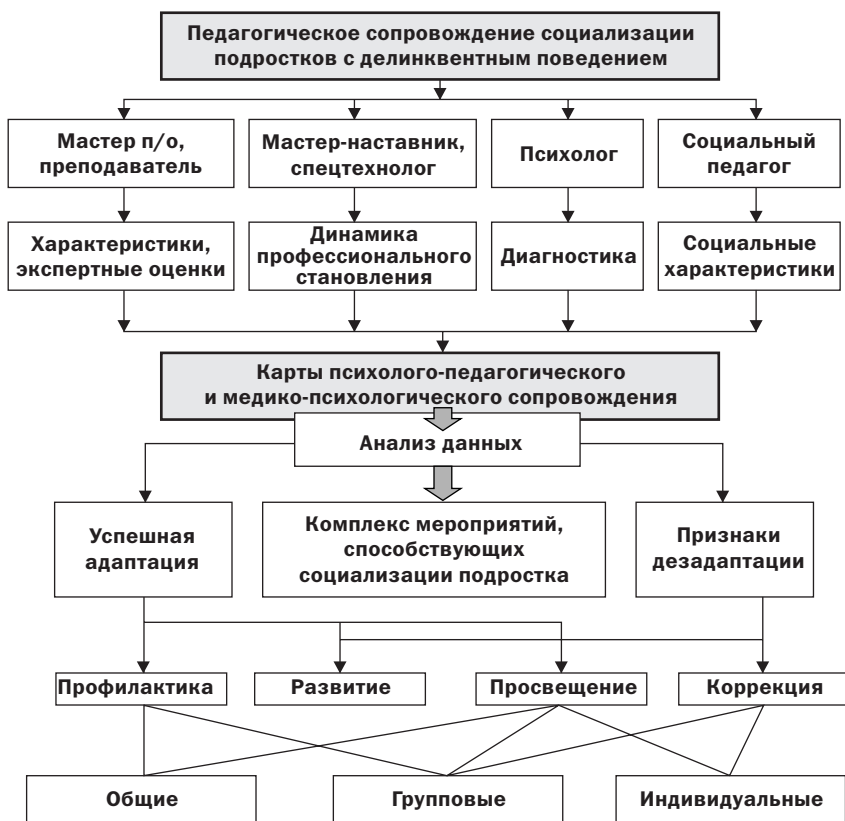 Педагогическое сопровождение социализации
подростков с делинквентным поведением
Мастер п/о,
преподаватель
Мастер-наставник,
спецтехнолог
Психолог
Социальный
педагог
Характеристики,
экспертные оценки
Динамика
профессионального
становления
Диагностика
Социальные
характеристики
Карты психолого-педагогического
и медико-психологического сопровождения
Анализ данных
Успешная
адаптация
Комплекс мероприятий,
способствующих
социализации подростка
Признаки
дезадаптации
Профилактика
Развитие
Просвещение
Коррекция
Общие
Групповые
Индивидуальные